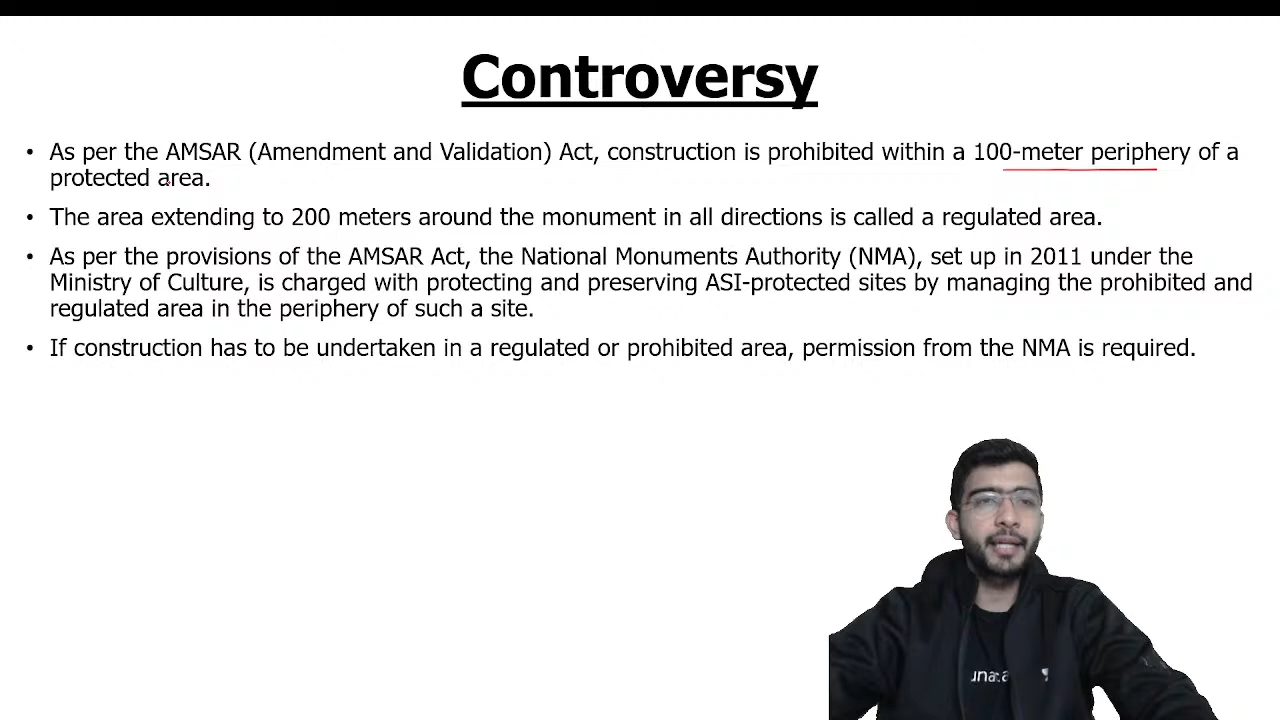 Controversy
• As per the AMSAR (Amendment and Validation) Act, construction is prohibited within a 100-meter periphery of a
protected area.
• The area extending to 200 meters around the monument in all directions is called a regulated area.
• As per the provisions of the AMSAR Act, the National Monuments Authority (NMA), set up in 2011 under the
Ministry of Culture, is charged with protecting and preserving ASI-protected sites by managing the prohibited and
regulated area in the periphery of such a site.
• If construction has to be undertaken in a regulated or prohibited area, permission from the NMA is required.